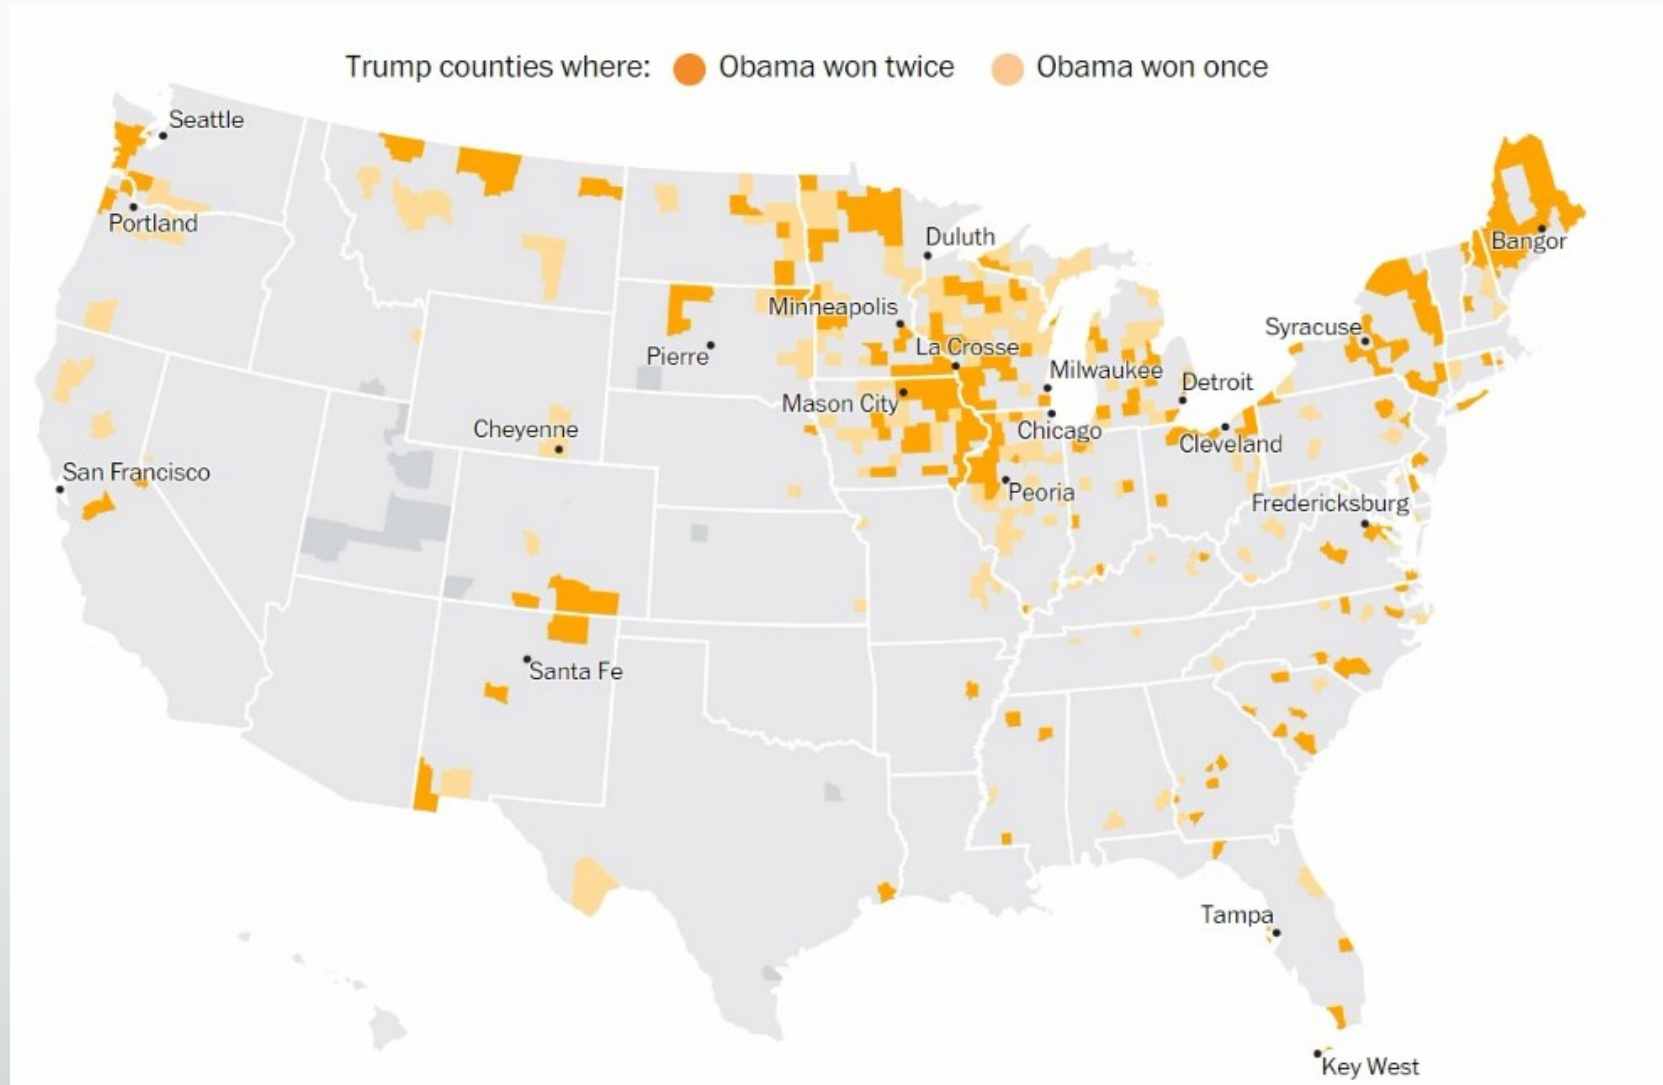 Trump counties where: Obama won twice Obama won once
Seattle
Portland
Duluth
Bangor
Minneapolis
Syracuse
Pierre
La Crosse
Milwaukee
Detroit
Mason City
Cheyenne
Chicago
Cleveland
San Francisco
Peoria
Fredericksburg
Santa Fe
Tampa
Key West